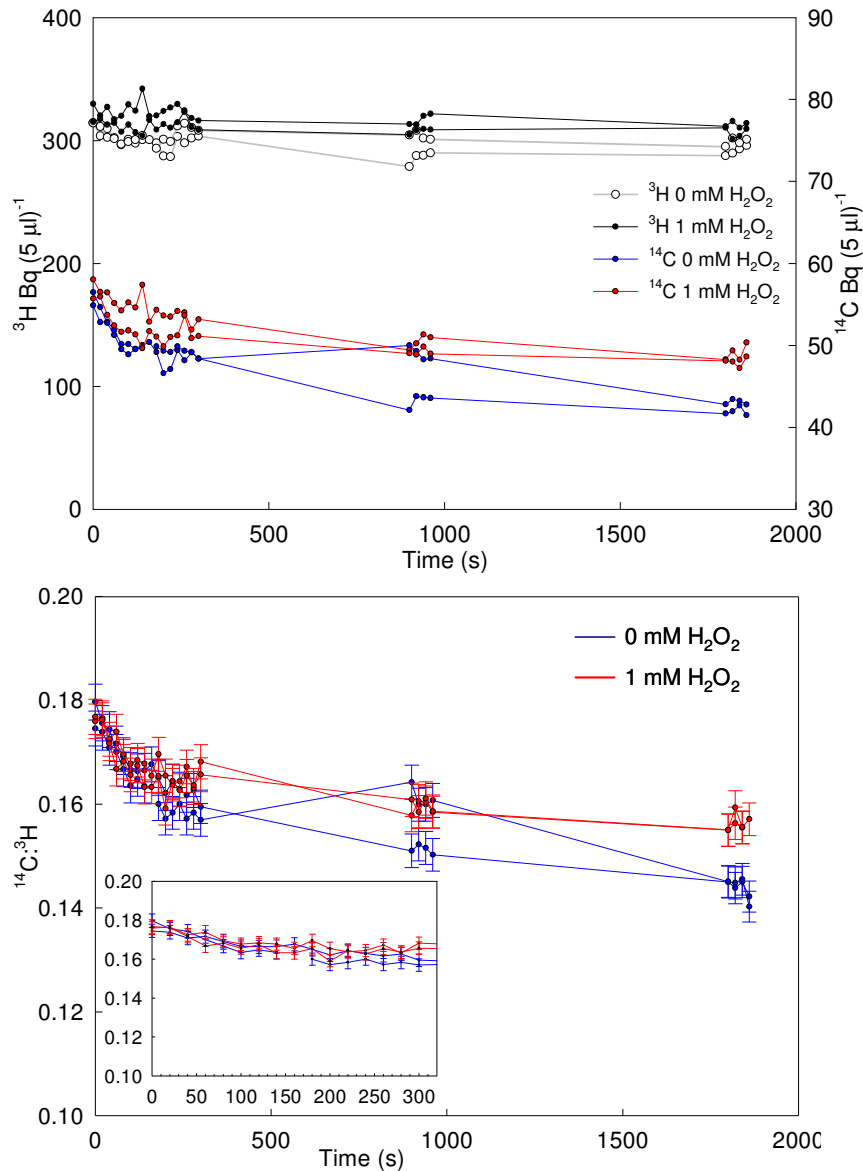 400
300
200
100
0
³H Bq (5 µl)⁻¹
90
80
70
60
50
40
30
¹⁴C Bq (5 µl)⁻¹
³H 0 mM H₂O₂
³H 1 mM H₂O₂
¹⁴C 0 mM H₂O₂
¹⁴C 1 mM H₂O₂
0 500 1000 1500 2000
Time (s)
0.20
0.18
0.16
0.14
0.12
0.10
¹⁴C:³H
0 mM H₂O₂
1 mM H₂O₂
0.20
0.18
0.16
0.14
0.12
0.10
0 50 100 150 200 250 300
0 500 1000 1500 2000
Time (s)